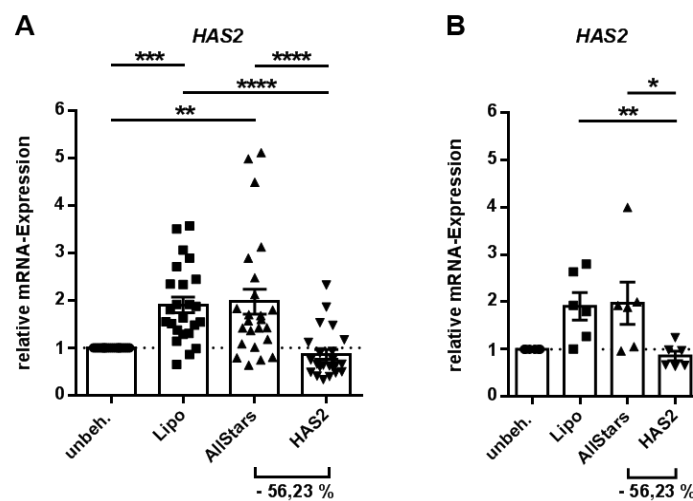 A
HAS2
***
****
****
**
relative mRNA-Expression
6
5
4
3
2
1
0
unbeh.
Lipo
AllStars
HAS2
- 56,23 %
B
HAS2
*
**
relative mRNA-Expression
6
5
4
3
2
1
0
unbeh.
Lipo
AllStars
HAS2
- 56,23 %